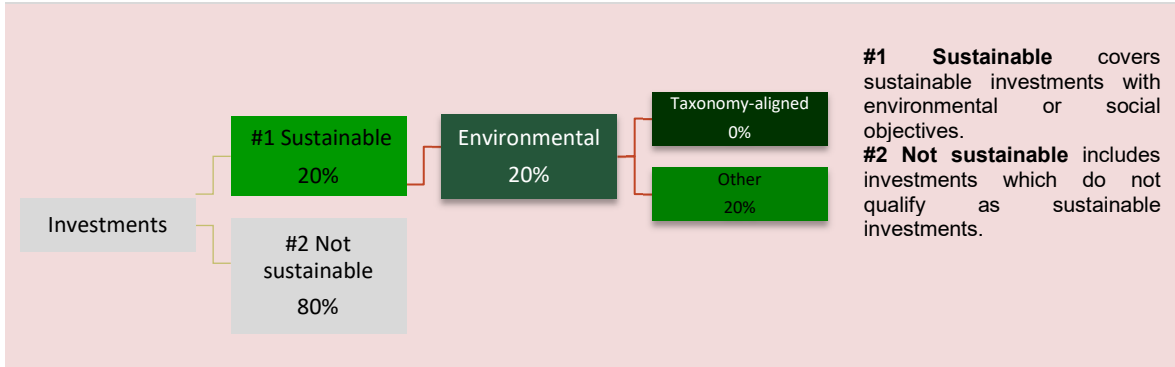 Investments
#1 Sustainable
20%
#2 Not
sustainable
80%
Environmental
20%
Taxonomy-aligned
0%
Other
20%
#1 Sustainable covers
sustainable investments with
environmental or social
objectives.
#2 Not sustainable includes
investments which do not
qualify as sustainable
investments.